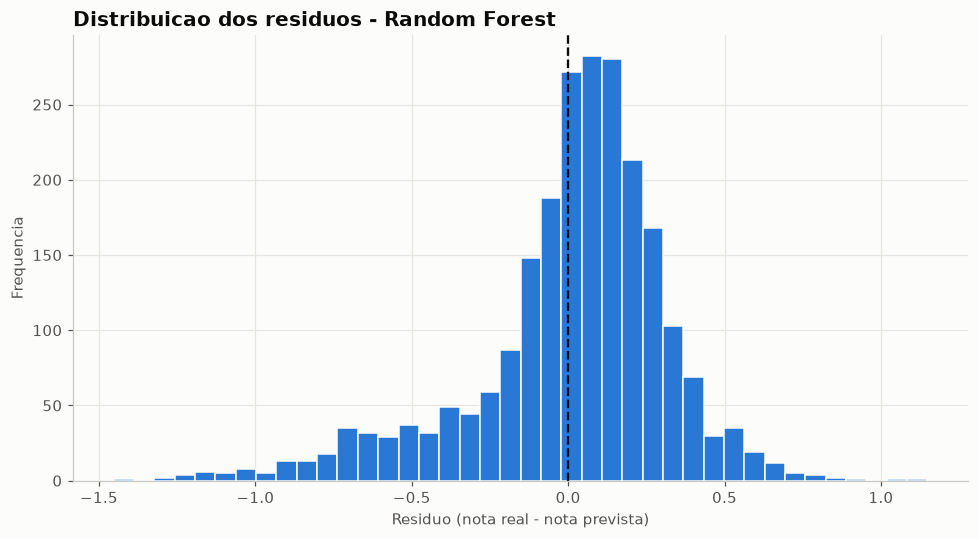 Distribuicao dos residuos - Random Forest
Frequencia
250
200
150
100
50
0
−1.5 −1.0 −0.5 0.0 0.5 1.0
Residuo (nota real - nota prevista)